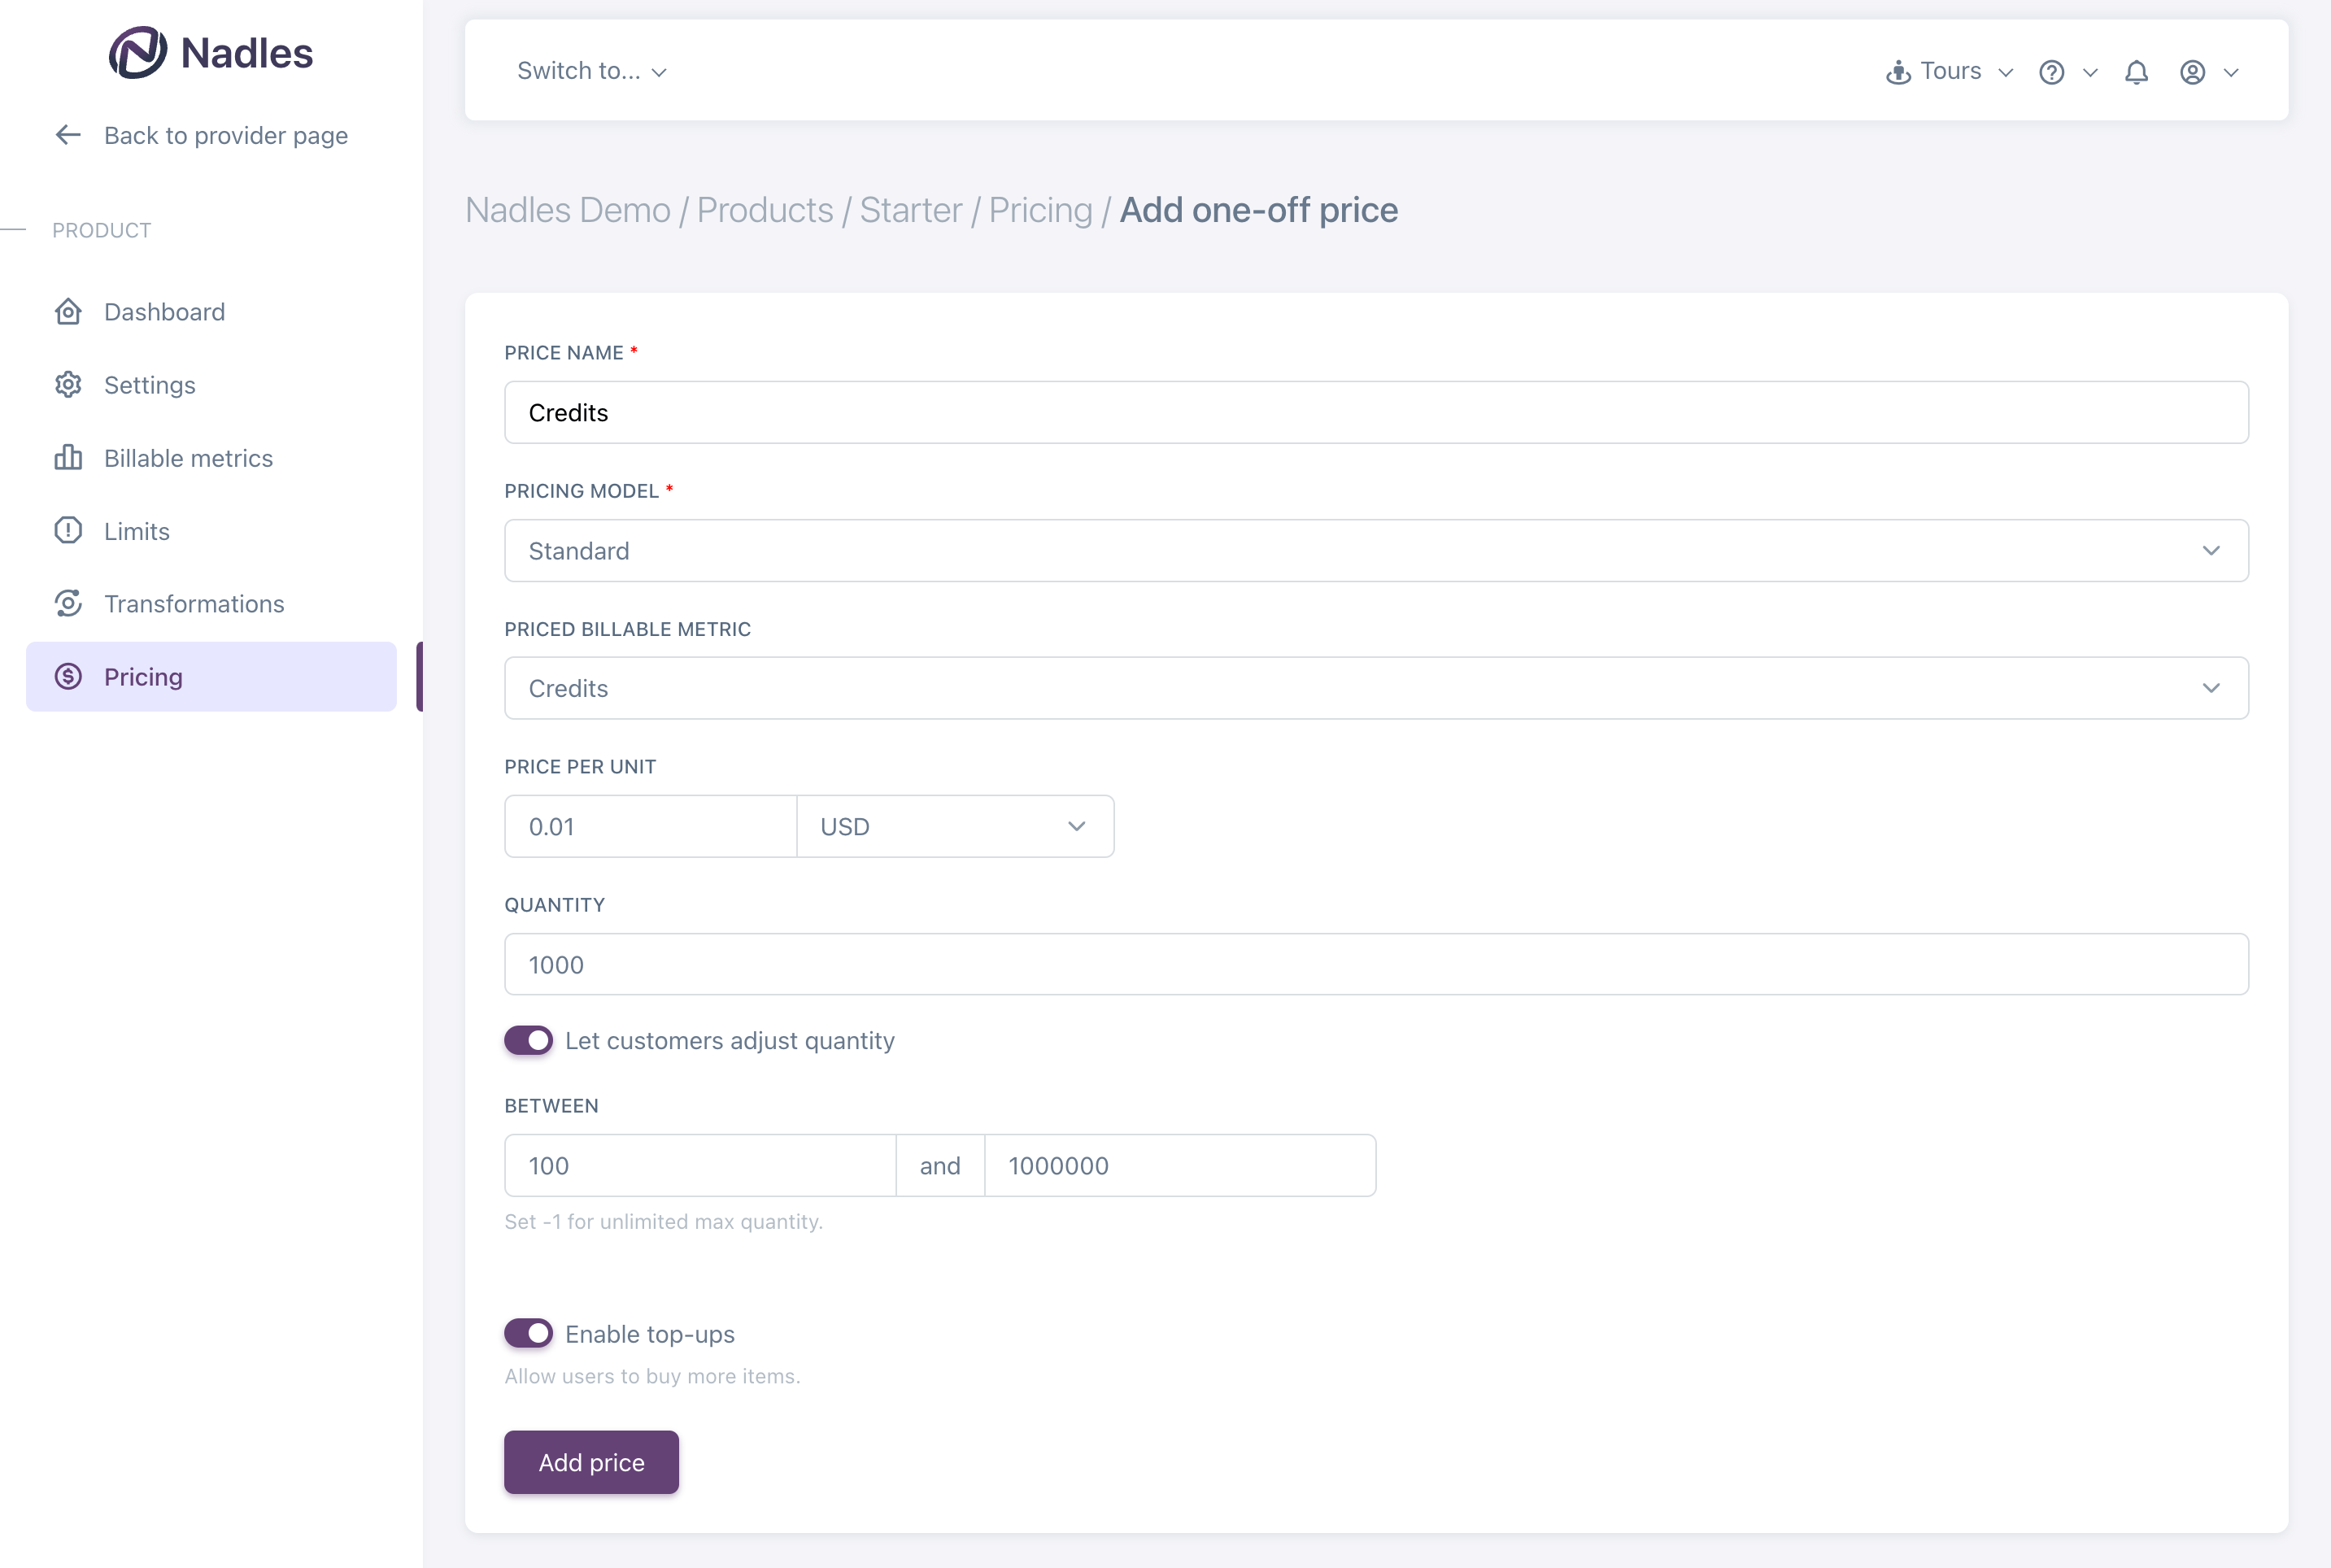 Nadles
Back to provider page
PRODUCT
Dashboard
Settings
Billable metrics
Limits
Transformations
Pricing
Switch to...
Tours
Nadles Demo / Products / Starter / Pricing / Add one-off price
PRICE NAME *
Credits
PRICING MODEL *
Standard
PRICED BILLABLE METRIC
Credits
PRICE PER UNIT
0.01 USD
QUANTITY
1000
Let customers adjust quantity
BETWEEN
100 and 1000000
Set -1 for unlimited max quantity.
Enable top-ups
Allow users to buy more items.
Add price